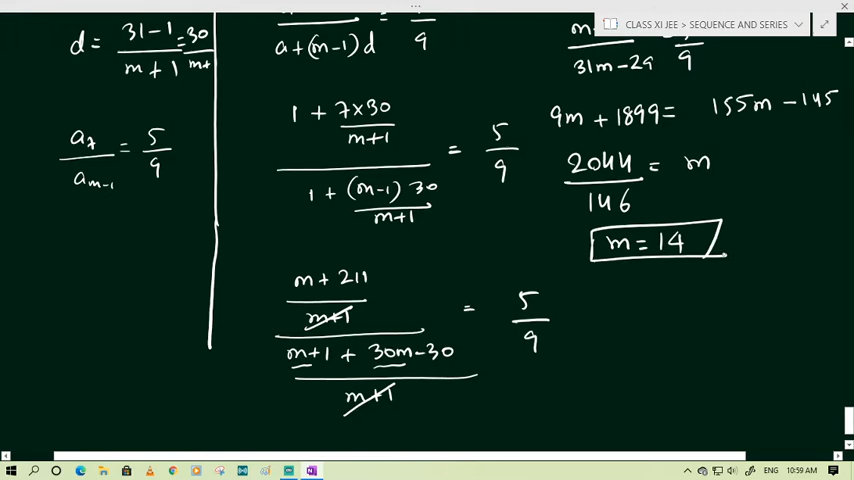 CLASS XI JEE > SEQUENCE AND SERIES
d = 31-1/m+1 = 30/m+1
a7/am-1 = 5/9
/a+(m-1)d = 5/9
1 + 7×30/m+1 / 1 + (m-1) 30/m+1 = 5/9
m + 211/m+1 / m+1 + 30m-30/m+1 = 5/9
/31m-29 = 5/9
9m + 1899 = 155m - 145
2044/146 = m
m = 14
ENG 10:59 AM